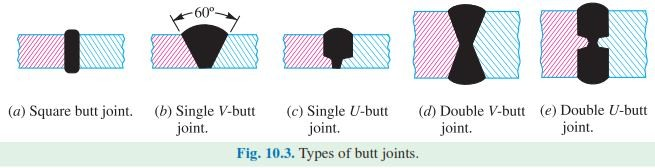 60°
(a) Square butt joint.
(b) Single V-butt
joint.
(c) Single U-butt
joint.
(d) Double V-butt
joint.
(e) Double U-butt
joint.
Fig. 10.3. Types of butt joints.